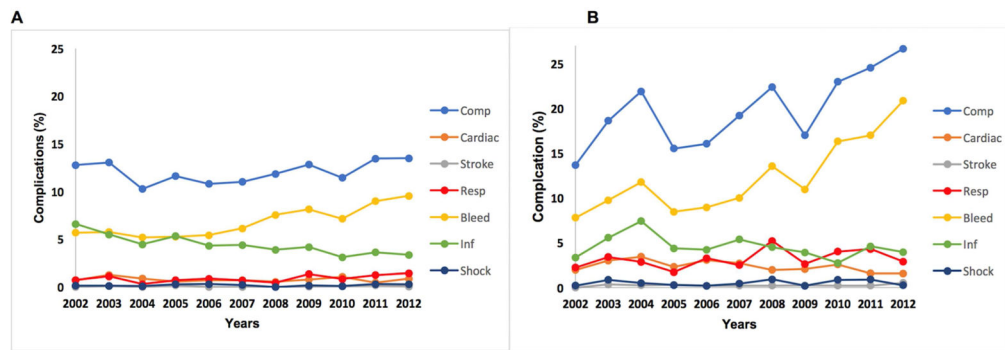 A
Complications (%)
25
20
15
10
5
0
2002 2003 2004 2005 2006 2007 2008 2009 2010 2011 2012
Years
Comp
Cardiac
Stroke
Resp
Bleed
Inf
Shock
B
Complication (%)
25
20
15
10
5
0
2002 2003 2004 2005 2006 2007 2008 2009 2010 2011 2012
Years
Comp
Cardiac
Stroke
Resp
Bleed
Inf
Shock